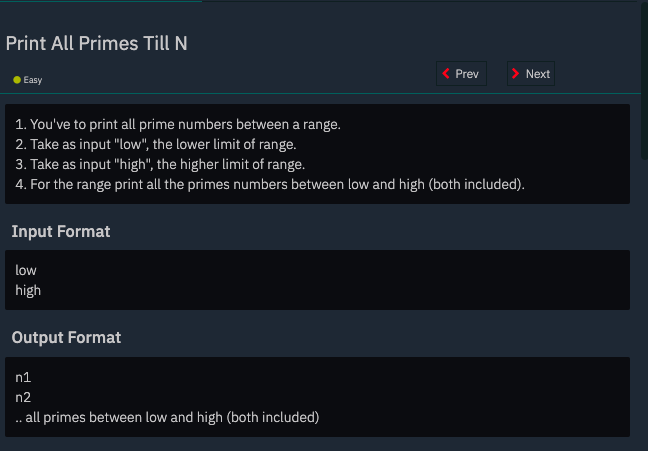 Print All Primes Till N
Easy
Prev
Next
1. You've to print all prime numbers between a range.
2. Take as input "low", the lower limit of range.
3. Take as input "high", the higher limit of range.
4. For the range print all the primes numbers between low and high (both included).
Input Format
low
high
Output Format
n1
n2
.. all primes between low and high (both included)